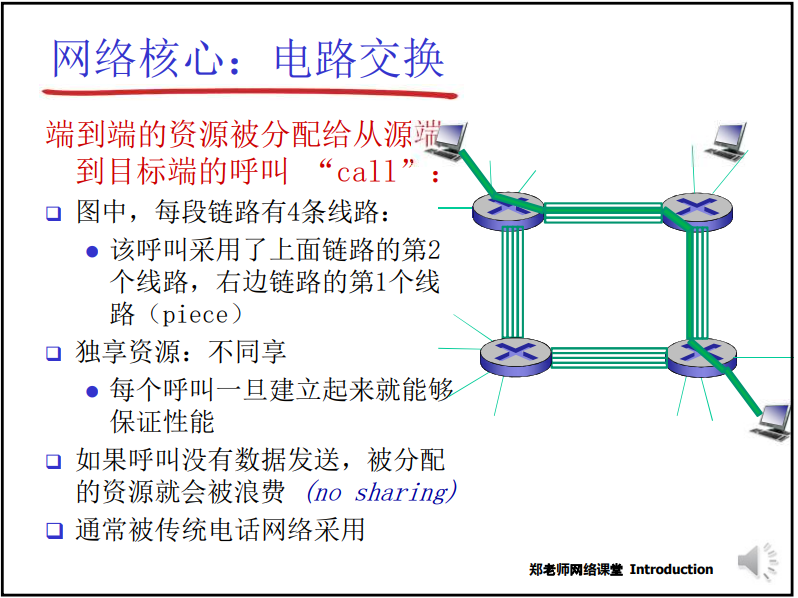 网络核心：电路交换
端到端的资源被分配给从源端
到目标端的呼叫 “call”：
图中，每段链路有4条线路：
该呼叫采用了上面链路的第2
个线路，右边链路的第1个线
路（piece）
独享资源：不同享
每个呼叫一旦建立起来就能够
保证性能
如果呼叫没有数据发送，被分配
的资源就会被浪费 (no sharing)
通常被传统电话网络采用
郑老师网络课堂 Introduction